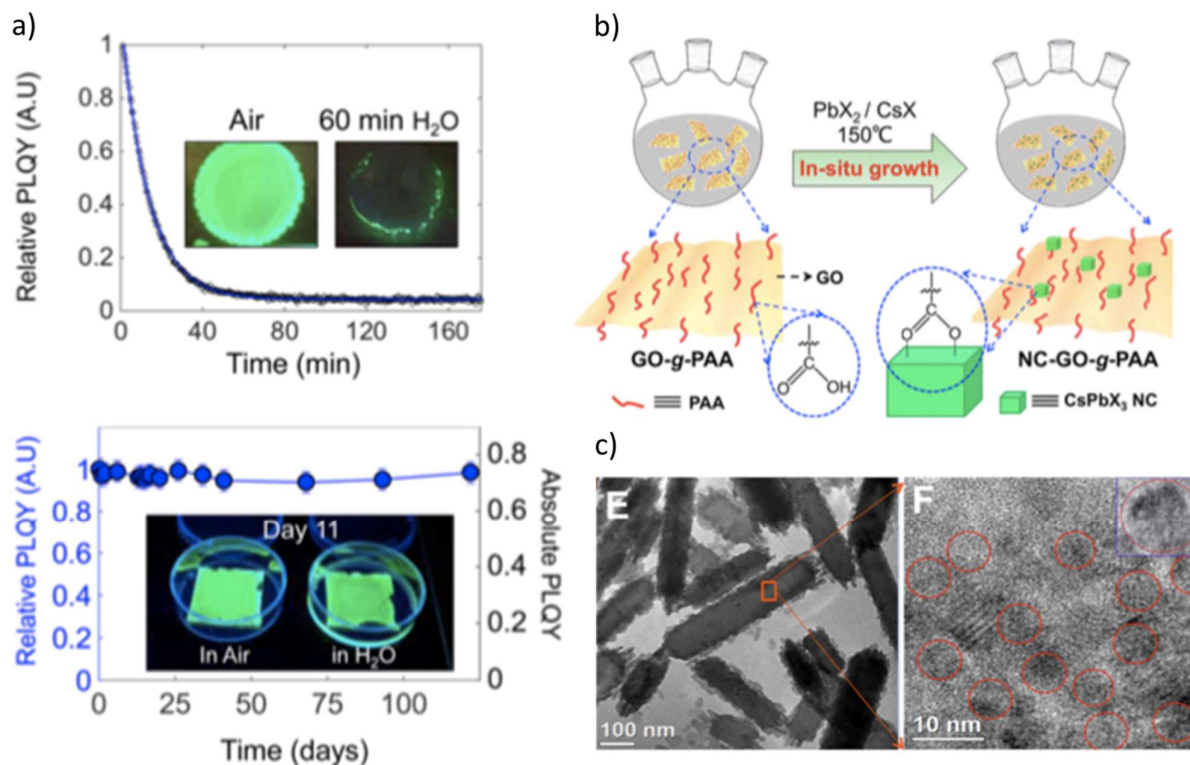 a)
Relative PLQY (A.U)
1
0.8
0.6
0.4
0.2
0
Air
60 min H₂O
0 40 80 120 160
Time (min)
Relative PLQY (A.U)
1
0.8
0.6
0.4
0.2
0
Day 11
In Air
in H₂O
0.8
0.6
0.4
0.2
0
Absolute PLQY
0 25 50 75 100
Time (days)
b)
PbX₂ / CsX
150℃
In-situ growth
GO
GO-g-PAA
O
OH
C
PAA
C
O
O
NC-GO-g-PAA
CsPbX₃ NC
c)
E
100 nm
F
10 nm